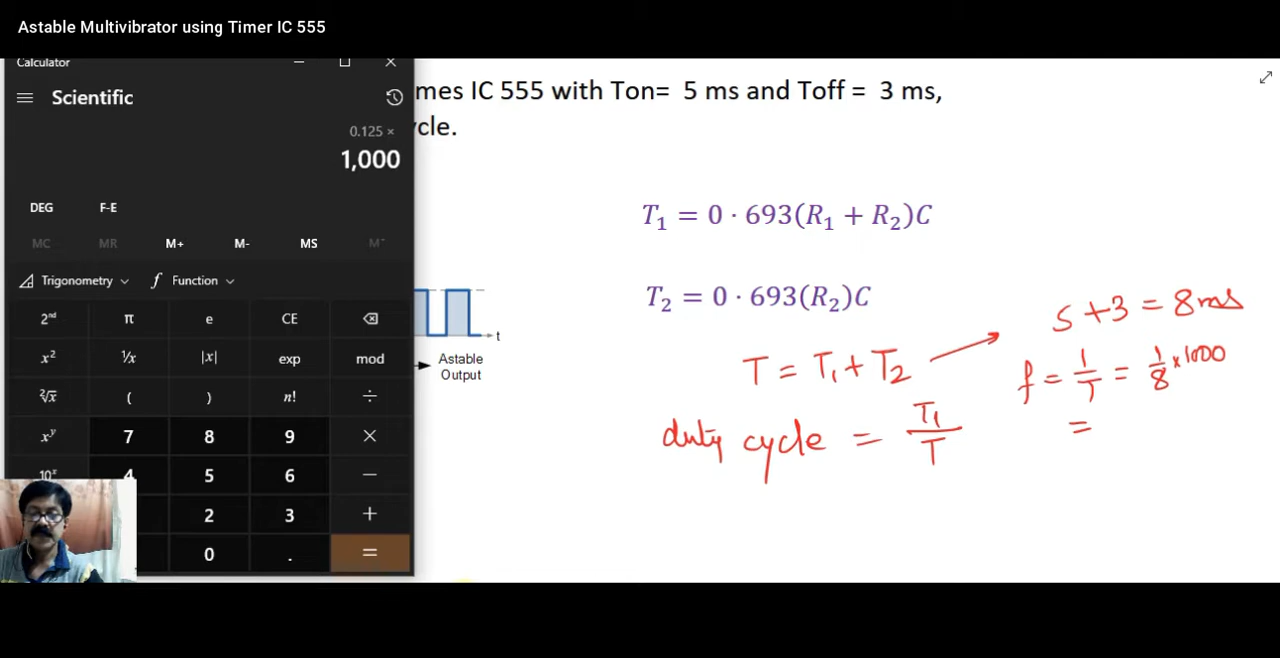 Astable Multivibrator using Timer IC 555
Calculator
Scientific
0.125 ×
1,000
DEG F-E
MC MR M+ M- MS M˅
Trigonometry f Function
2nd π e CE
x² ¹/x |x| exp mod
²√x ( ) n! ÷
xʸ 7 8 9 ×
10ˣ 4 5 6 −
2 3 +
0 . =
mes IC 555 with Ton= 5 ms and Toff = 3 ms,
cle.
T₁ = 0 · 693(R₁ + R₂)C
T₂ = 0 · 693(R₂)C
t
Astable
Output
T = T₁ + T₂
5 + 3 = 8ms
f = 1/T = 1/8 × 1000
=
duty cycle = T₁/T